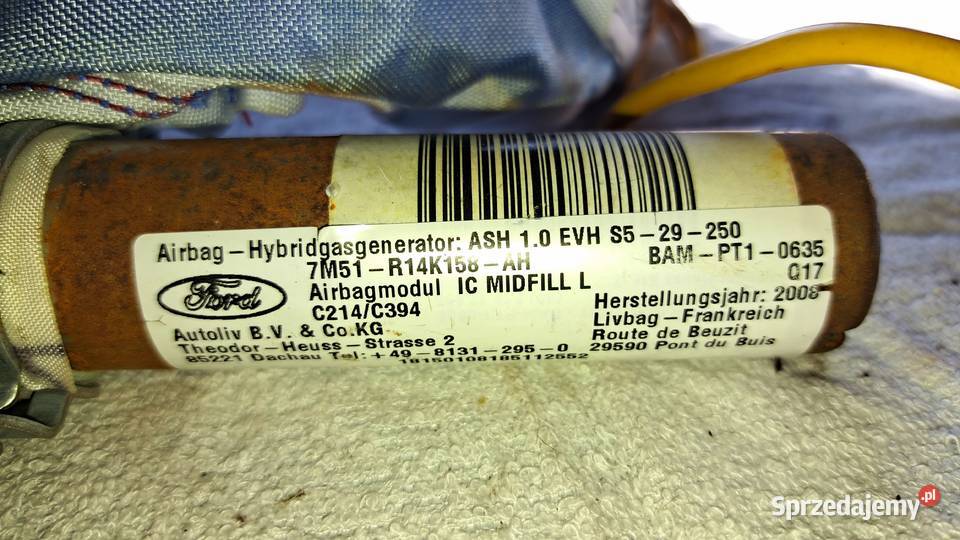 Airbag-Hybridgasgenerator: ASH 1.0 EVH S5-29-250
7M51-R14K158-AH
BAM-PT1-0635
Q17
Ford
Airbagmodul IC MIDFILL L
C214/C394
Herstellungsjahr: 2008
Autoliv B.V. & Co.KG
Livbag-Frankreich
Theodor-Heuss-Strasse 2
Route de Beuzit
85221 Dachau Tel: +49-8131-295-0
29590 Pont du Buis
18150108185112552
Sprzedajemy.pl